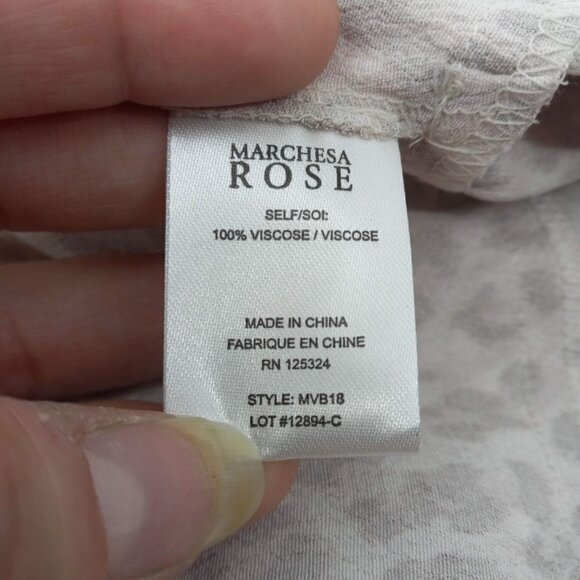 MARCHESA
ROSE
SELF/SOI:
100% VISCOSE / VISCOSE
MADE IN CHINA
FABRIQUE EN CHINE
RN 125324
STYLE: MVB18
LOT #12894-C